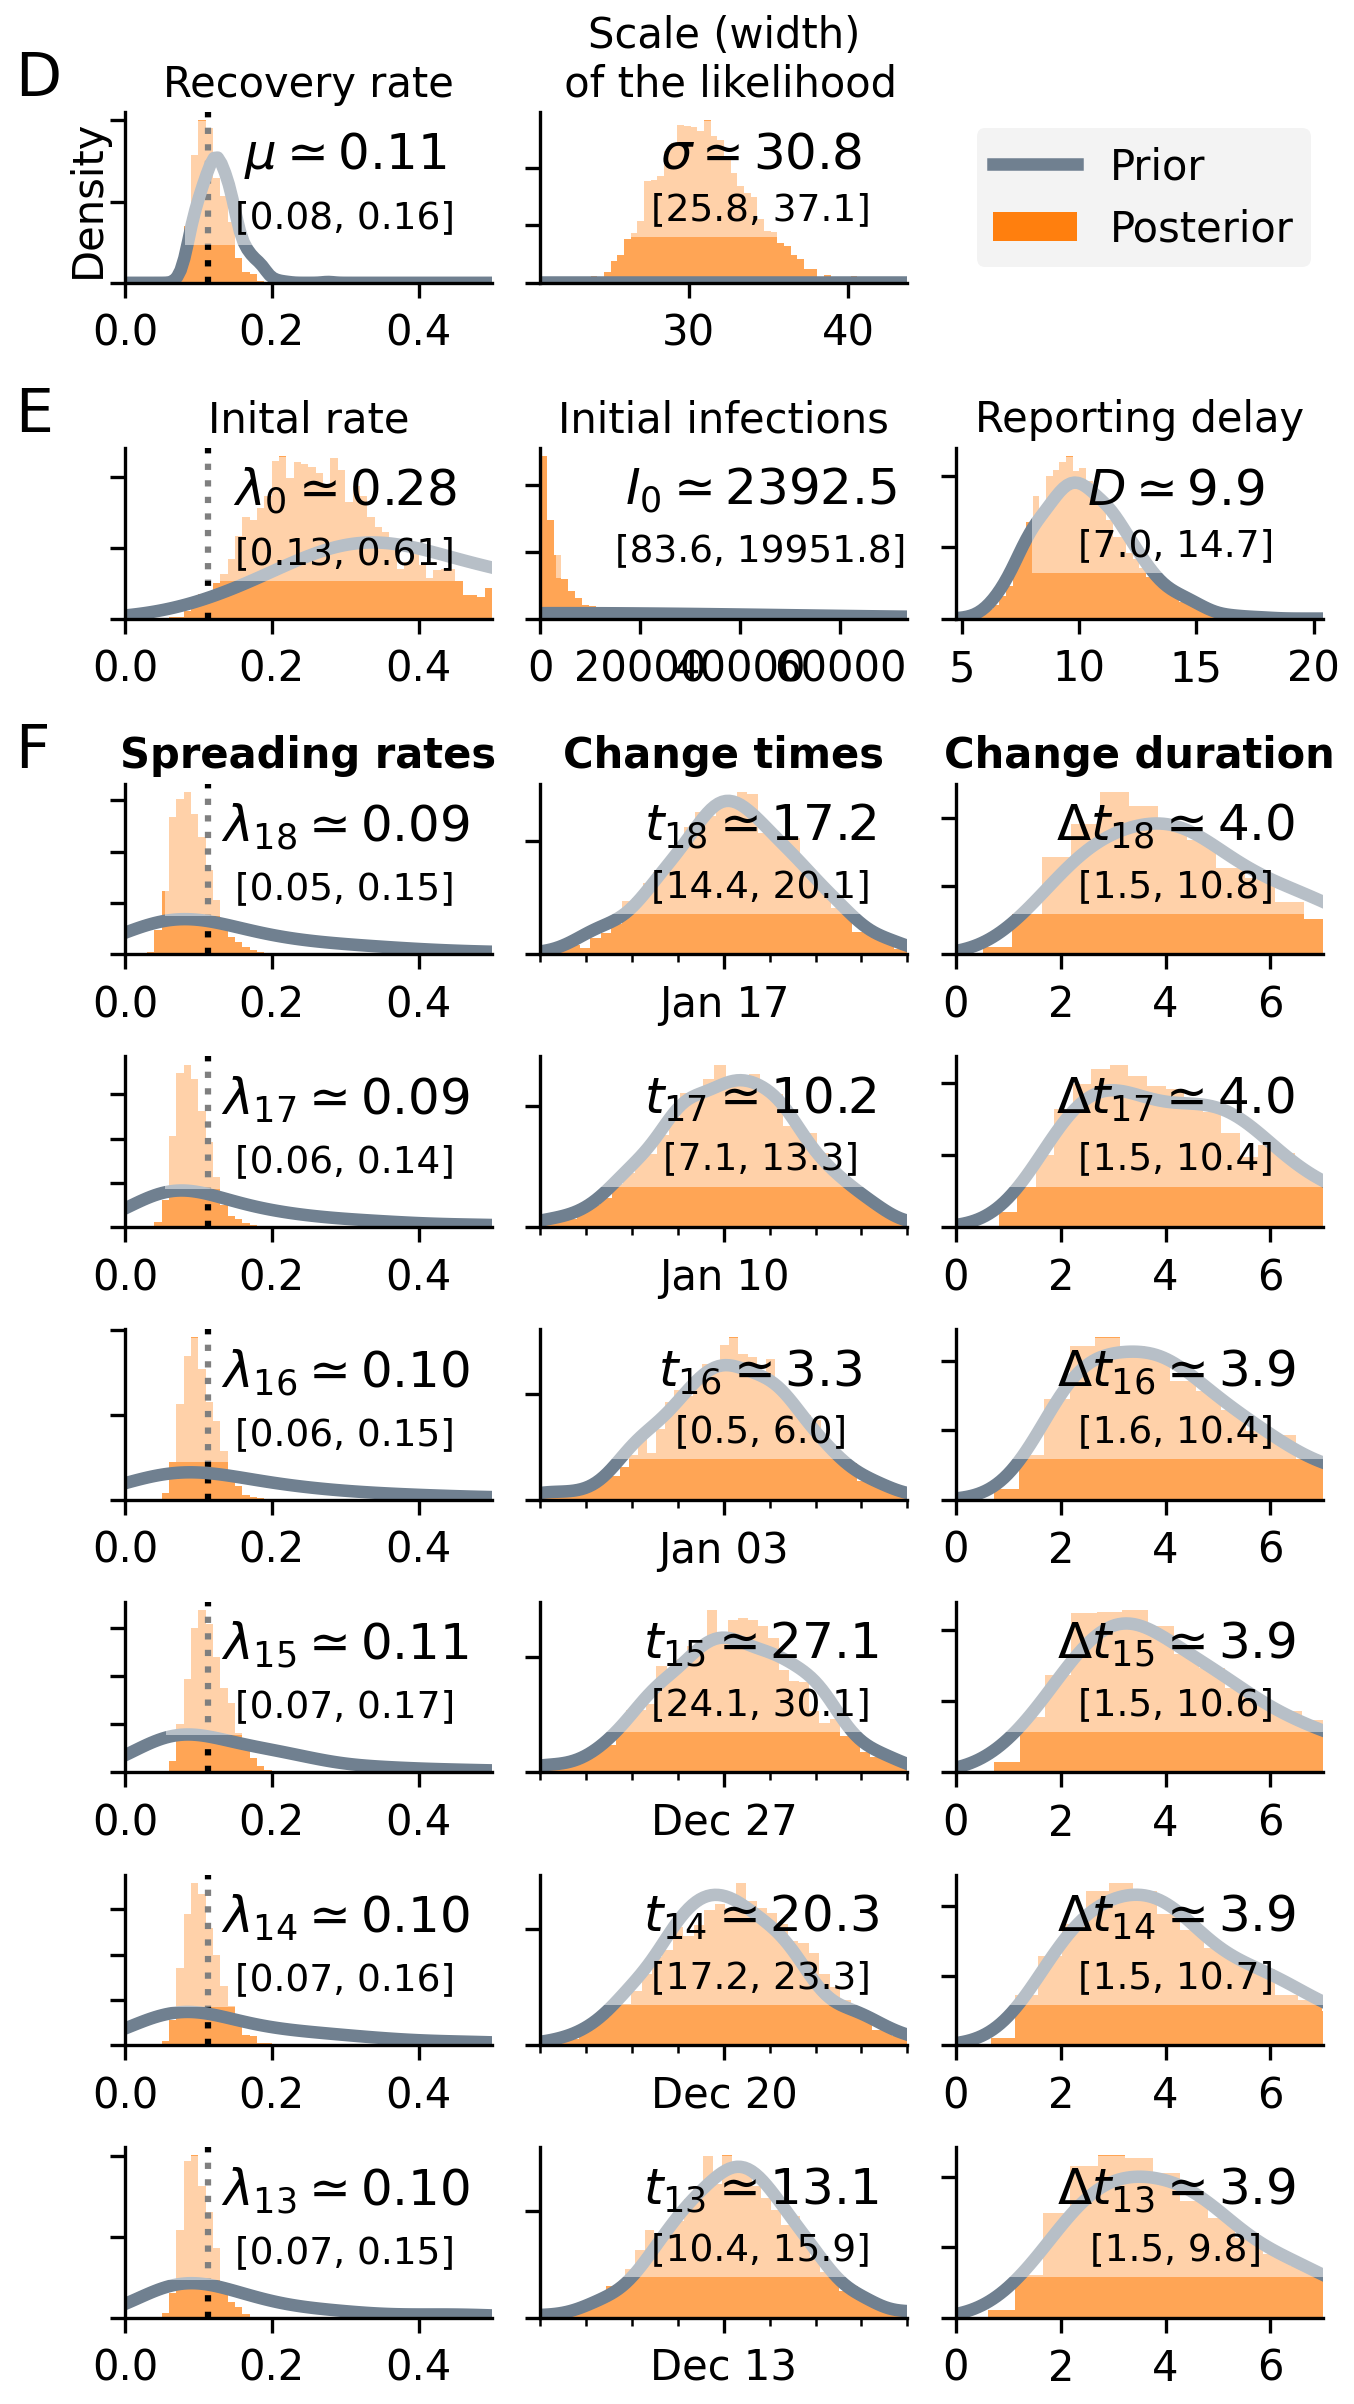 D
Recovery rate
Scale (width)
of the likelihood
Density
μ ≃ 0.11
[0.08, 0.16]
σ ≃ 30.8
[25.8, 37.1]
Prior
Posterior
0.0 0.2 0.4
30 40
E
Inital rate
Initial infections
Reporting delay
λ0 ≃ 0.28
[0.13, 0.61]
I0 ≃ 2392.5
[83.6, 19951.8]
D ≃ 9.9
[7.0, 14.7]
0.0 0.2 0.4
0 20000 40000 60000
5 10 15 20
F
Spreading rates
Change times
Change duration
λ18 ≃ 0.09
[0.05, 0.15]
t18 ≃ 17.2
[14.4, 20.1]
Δt18 ≃ 4.0
[1.5, 10.8]
0.0 0.2 0.4
Jan 17
0 2 4 6
λ17 ≃ 0.09
[0.06, 0.14]
t17 ≃ 10.2
[7.1, 13.3]
Δt17 ≃ 4.0
[1.5, 10.4]
0.0 0.2 0.4
Jan 10
0 2 4 6
λ16 ≃ 0.10
[0.06, 0.15]
t16 ≃ 3.3
[0.5, 6.0]
Δt16 ≃ 3.9
[1.6, 10.4]
0.0 0.2 0.4
Jan 03
0 2 4 6
λ15 ≃ 0.11
[0.07, 0.17]
t15 ≃ 27.1
[24.1, 30.1]
Δt15 ≃ 3.9
[1.5, 10.6]
0.0 0.2 0.4
Dec 27
0 2 4 6
λ14 ≃ 0.10
[0.07, 0.16]
t14 ≃ 20.3
[17.2, 23.3]
Δt14 ≃ 3.9
[1.5, 10.7]
0.0 0.2 0.4
Dec 20
0 2 4 6
λ13 ≃ 0.10
[0.07, 0.15]
t13 ≃ 13.1
[10.4, 15.9]
Δt13 ≃ 3.9
[1.5, 9.8]
0.0 0.2 0.4
Dec 13
0 2 4 6